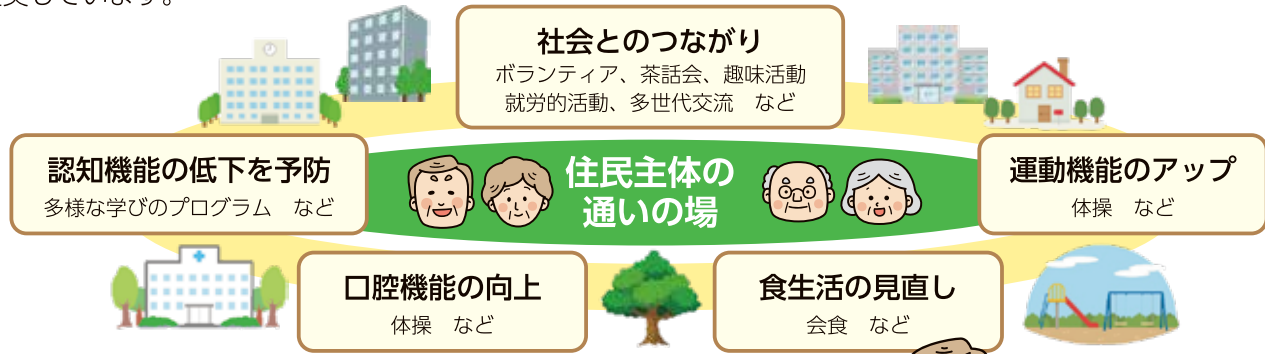 しています。
社会とのつながり
ボランティア、茶話会、趣味活動
就労的活動、多世代交流　など
認知機能の低下を予防
多様な学びのプログラム　など
住民主体の
通いの場
運動機能のアップ
体操　など
口腔機能の向上
体操　など
食生活の見直し
会食　など